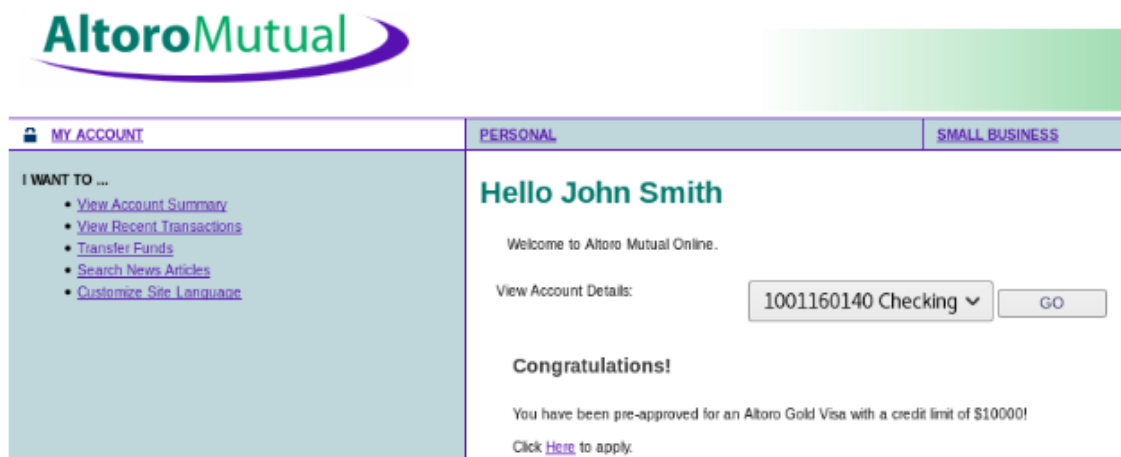 AltoroMutual
MY ACCOUNT
PERSONAL
SMALL BUSINESS
I WANT TO ...
• View Account Summary
• View Recent Transactions
• Transfer Funds
• Search News Articles
• Customize Site Language
Hello John Smith
Welcome to Altoro Mutual Online.
View Account Details:
1001160140 Checking
GO
Congratulations!
You have been pre-approved for an Altoro Gold Visa with a credit limit of $10000!
Click Here to apply.